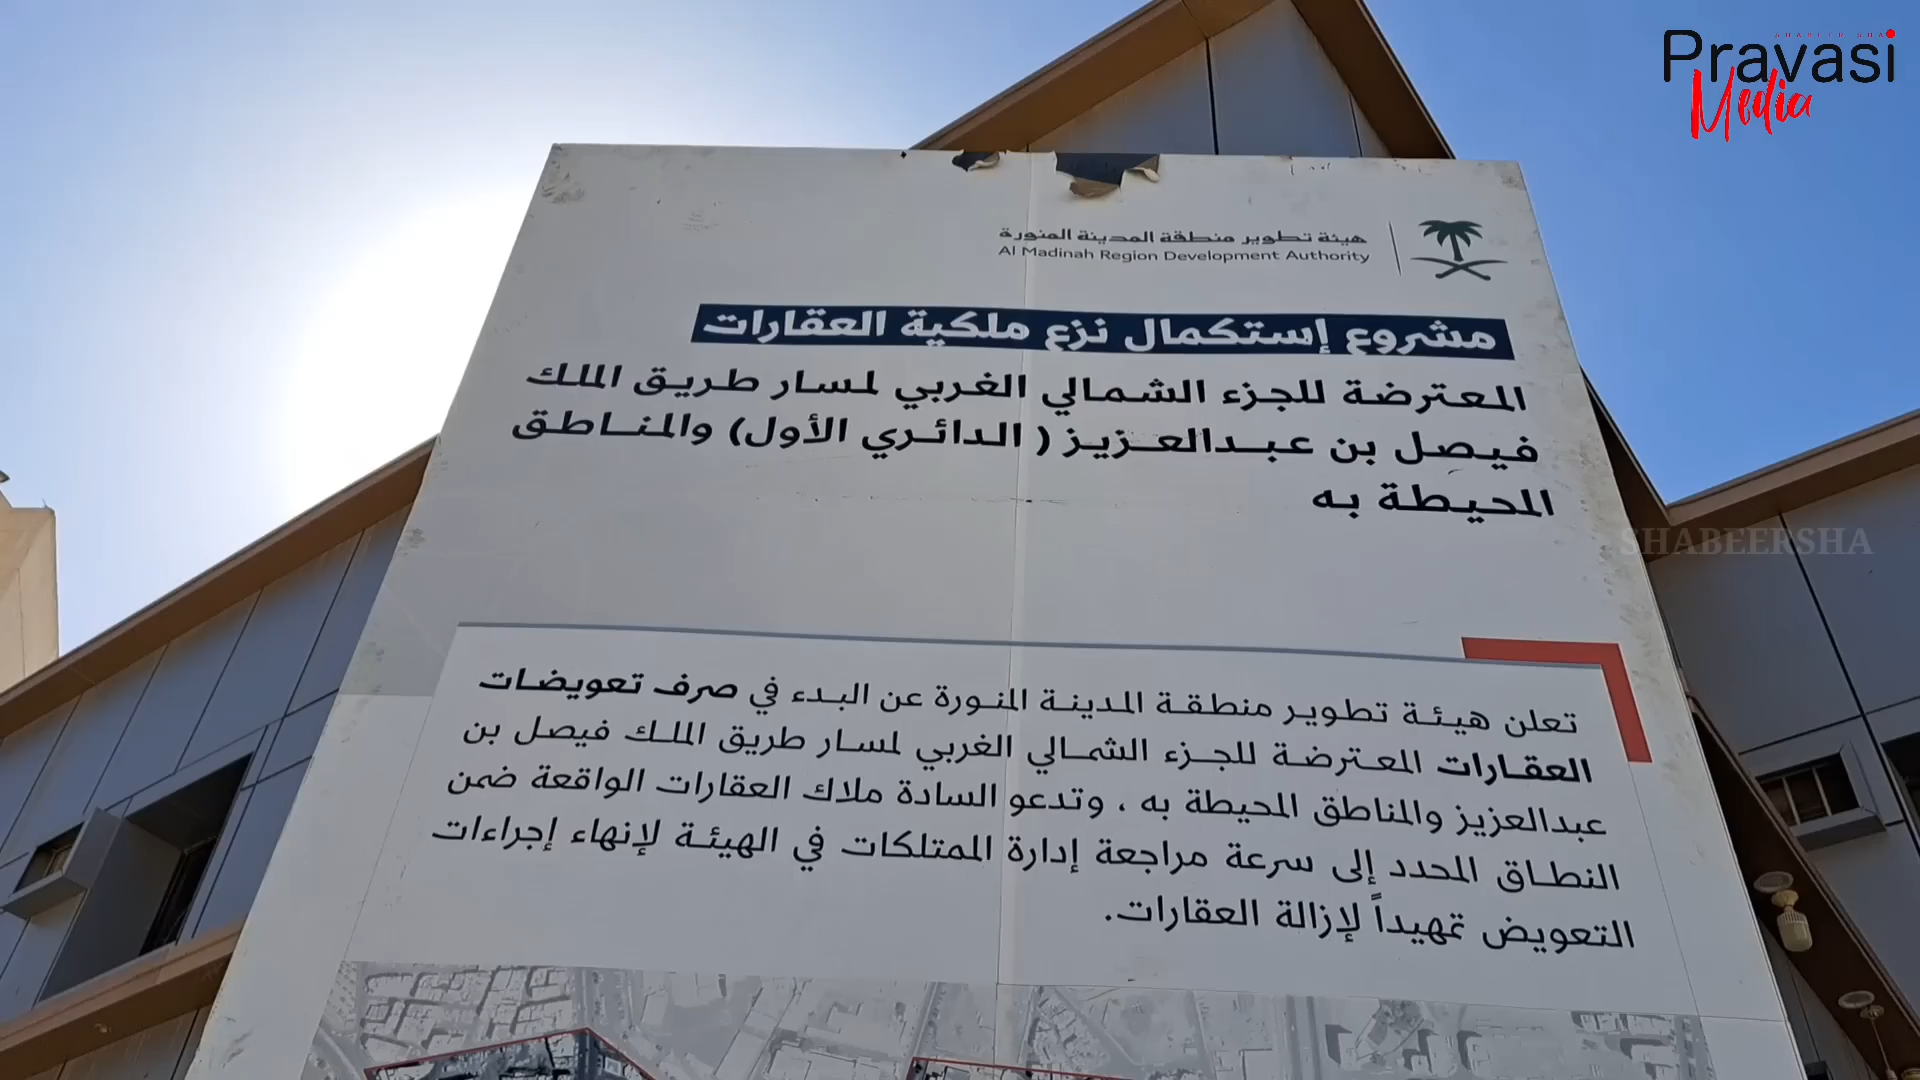 SHABEER SHA
Pravasi
Media
هيئة تطوير منطقة المدينة المنورة
Al Madinah Region Development Authority
مشروع إستكمال نزع ملكية العقارات
المعترضة للجزء الشمالي الغربي لمسار طريق الملك
فيصل بن عبدالعزيز ( الدائري الأول) والمناطق
المحيطة به
SHABEERSHA
تعلن هيئة تطوير منطقة المدينة المنورة عن البدء في صرف تعويضات
العقارات المعترضة للجزء الشمالي الغربي لمسار طريق الملك فيصل بن
عبدالعزيز والمناطق المحيطة به ، وتدعو السادة ملاك العقارات الواقعة ضمن
النطاق المحدد إلى سرعة مراجعة إدارة الممتلكات في الهيئة لإنهاء إجراءات
التعويض تمهيداً لإزالة العقارات.